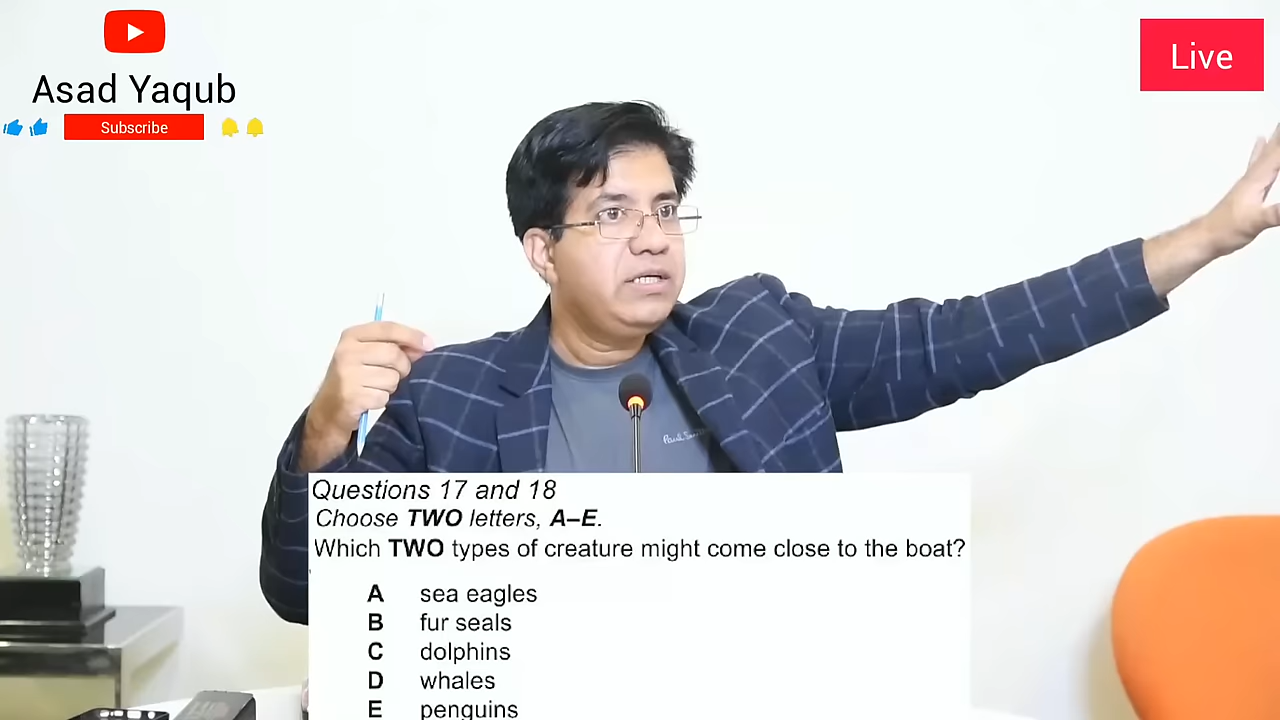 Asad Yaqub
Subscribe
Live
Questions 17 and 18
Choose TWO letters, A–E.
Which TWO types of creature might come close to the boat?
A sea eagles
B fur seals
C dolphins
D whales
E penguins